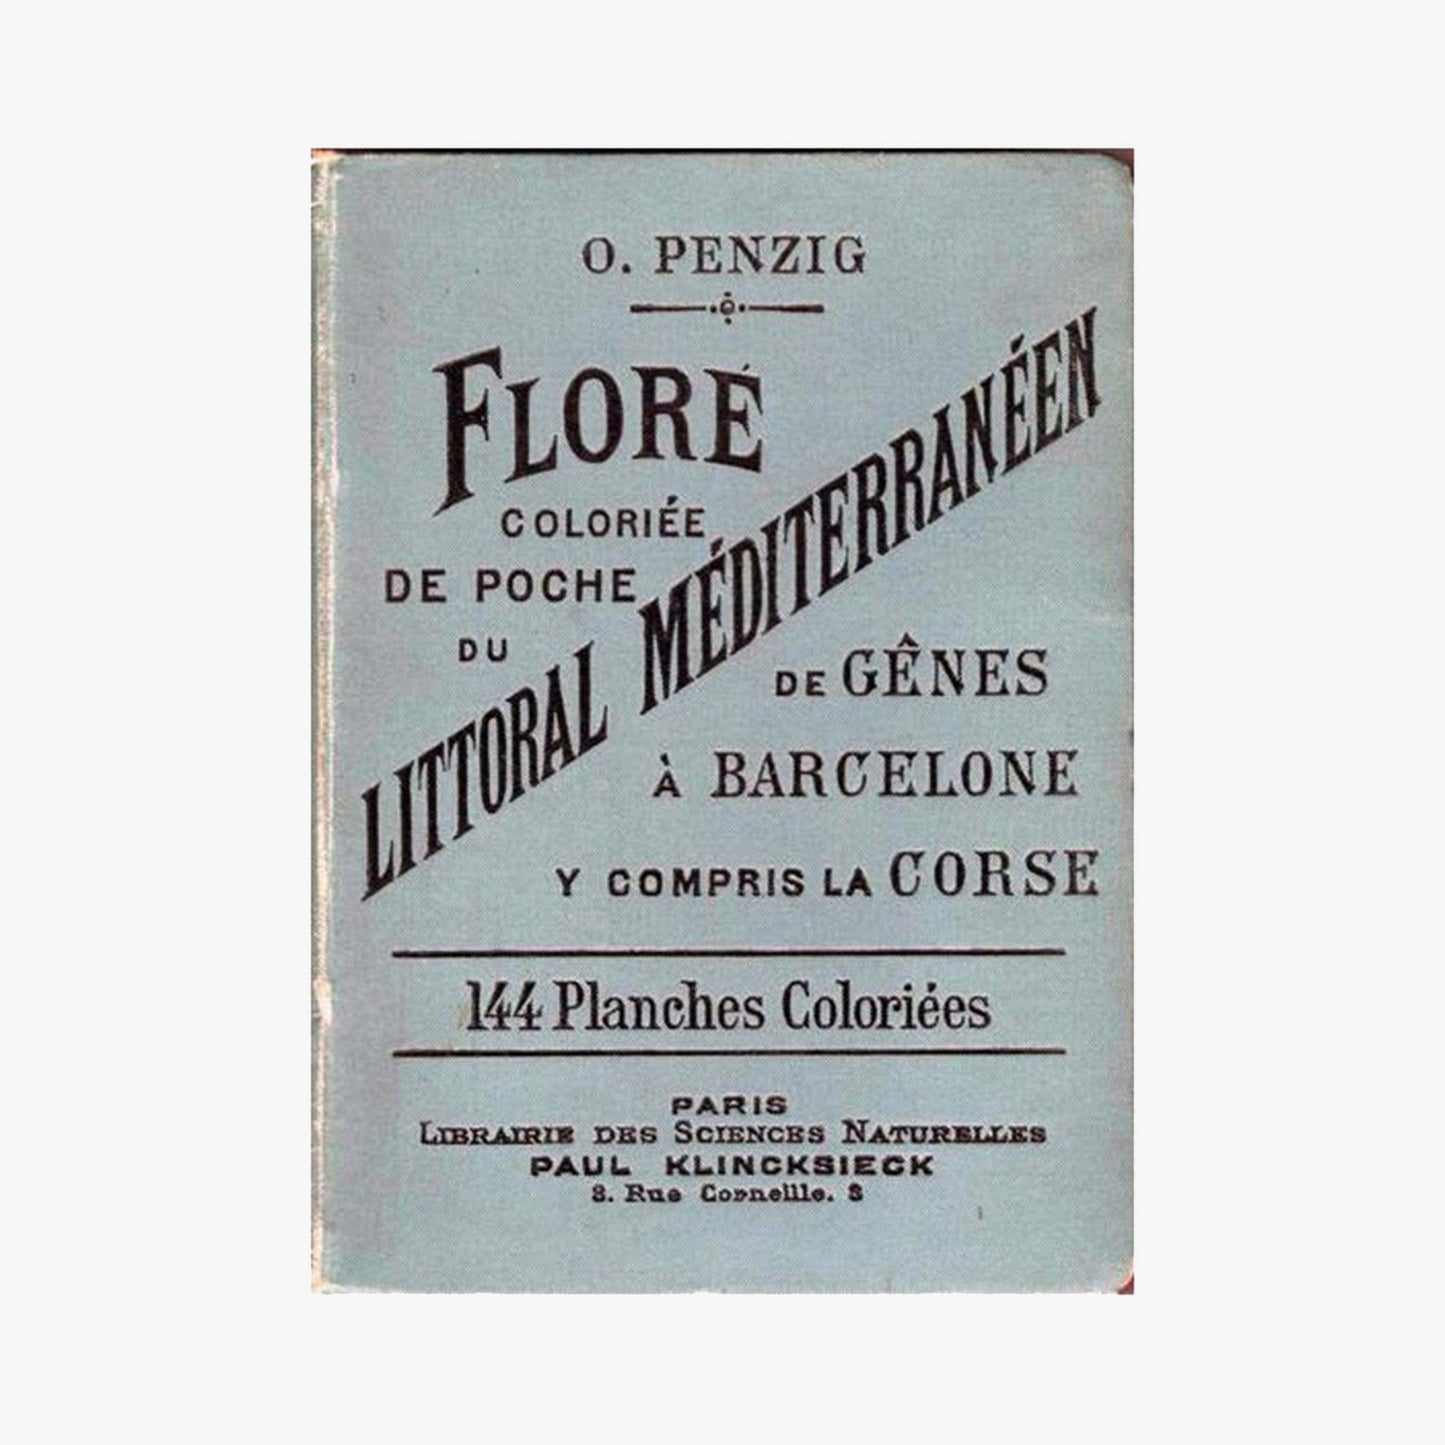 O. PENZIG
FLORE
COLORIÉE
DE POCHE
DU
LITTORAL MÉDITERRANÉEN
DE GÊNES
À BARCELONE
Y COMPRIS LA CORSE
144 Planches Coloriées
PARIS
LIBRAIRIE DES SCIENCES NATURELLES
PAUL KLINCKSIECK
3. Rue Corneille. 3